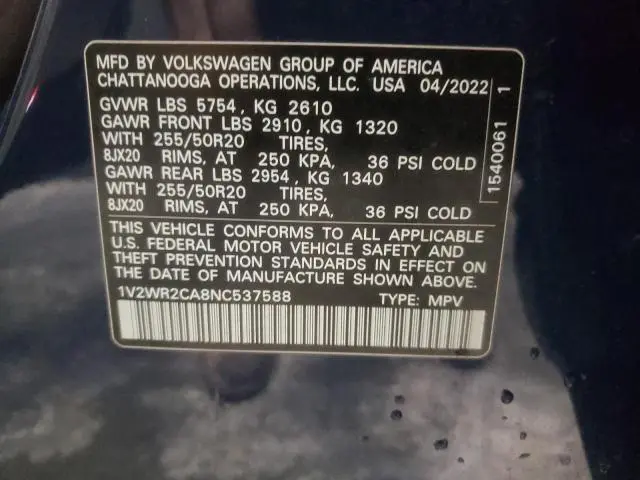 MFD BY VOLKSWAGEN GROUP OF AMERICA
CHATTANOOGA OPERATIONS, LLC. USA 04/2022
GVWR LBS 5754, KG 2610
GAWR FRONT LBS 2910, KG 1320
WITH 255/50R20 TIRES,
8JX20 RIMS, AT 250 KPA, 36 PSI COLD
GAWR REAR LBS 2954, KG 1340
WITH 255/50R20 TIRES,
8JX20 RIMS, AT 250 KPA, 36 PSI COLD
THIS VEHICLE CONFORMS TO ALL APPLICABLE
U.S. FEDERAL MOTOR VEHICLE SAFETY AND
THEFT PREVENTION STANDARDS IN EFFECT ON
THE DATE OF MANUFACTURE SHOWN ABOVE.
1V2WR2CA8NC537588 TYPE: MPV
1540061 1